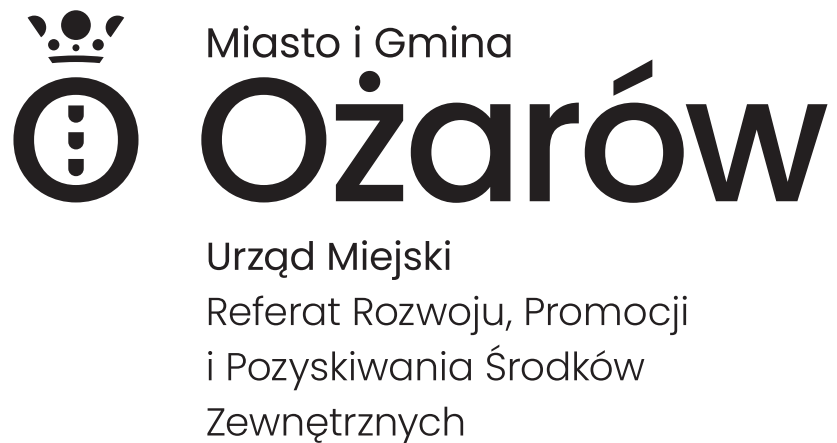 Miasto i Gmina
Ożarów
Urząd Miejski
Referat Rozwoju, Promocji
i Pozyskiwania Środków
Zewnętrznych